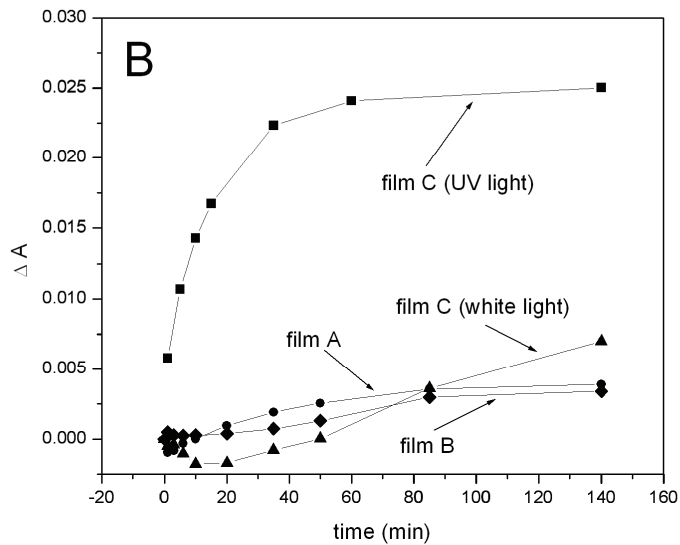 B
0.030
0.025
0.020
0.015
0.010
0.005
0.000
Δ A
film C (UV light)
film C (white light)
film A
film B
-20 0 20 40 60 80 100 120 140 160
time (min)